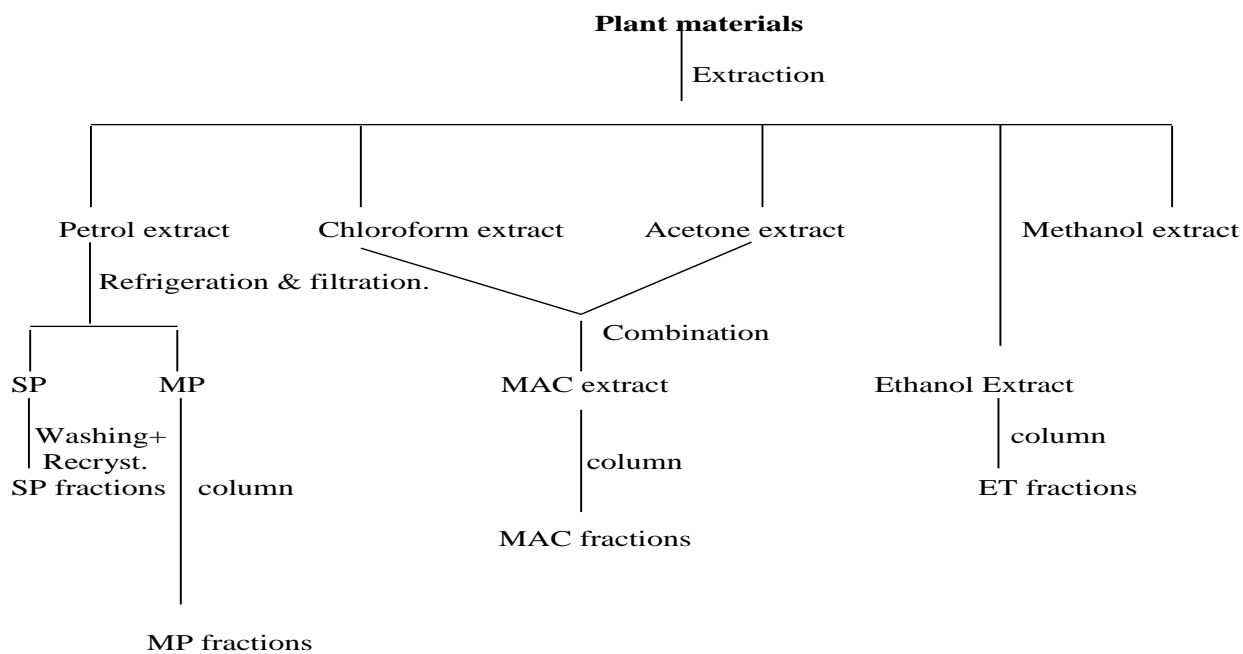 Plant materials
Extraction
Petrol extract
Chloroform extract
Acetone extract
Methanol extract
Refrigeration & filtration.
Combination
SP
MP
MAC extract
Ethanol Extract
Washing+
Recryst.
column
column
column
SP fractions
ET fractions
MAC fractions
MP fractions